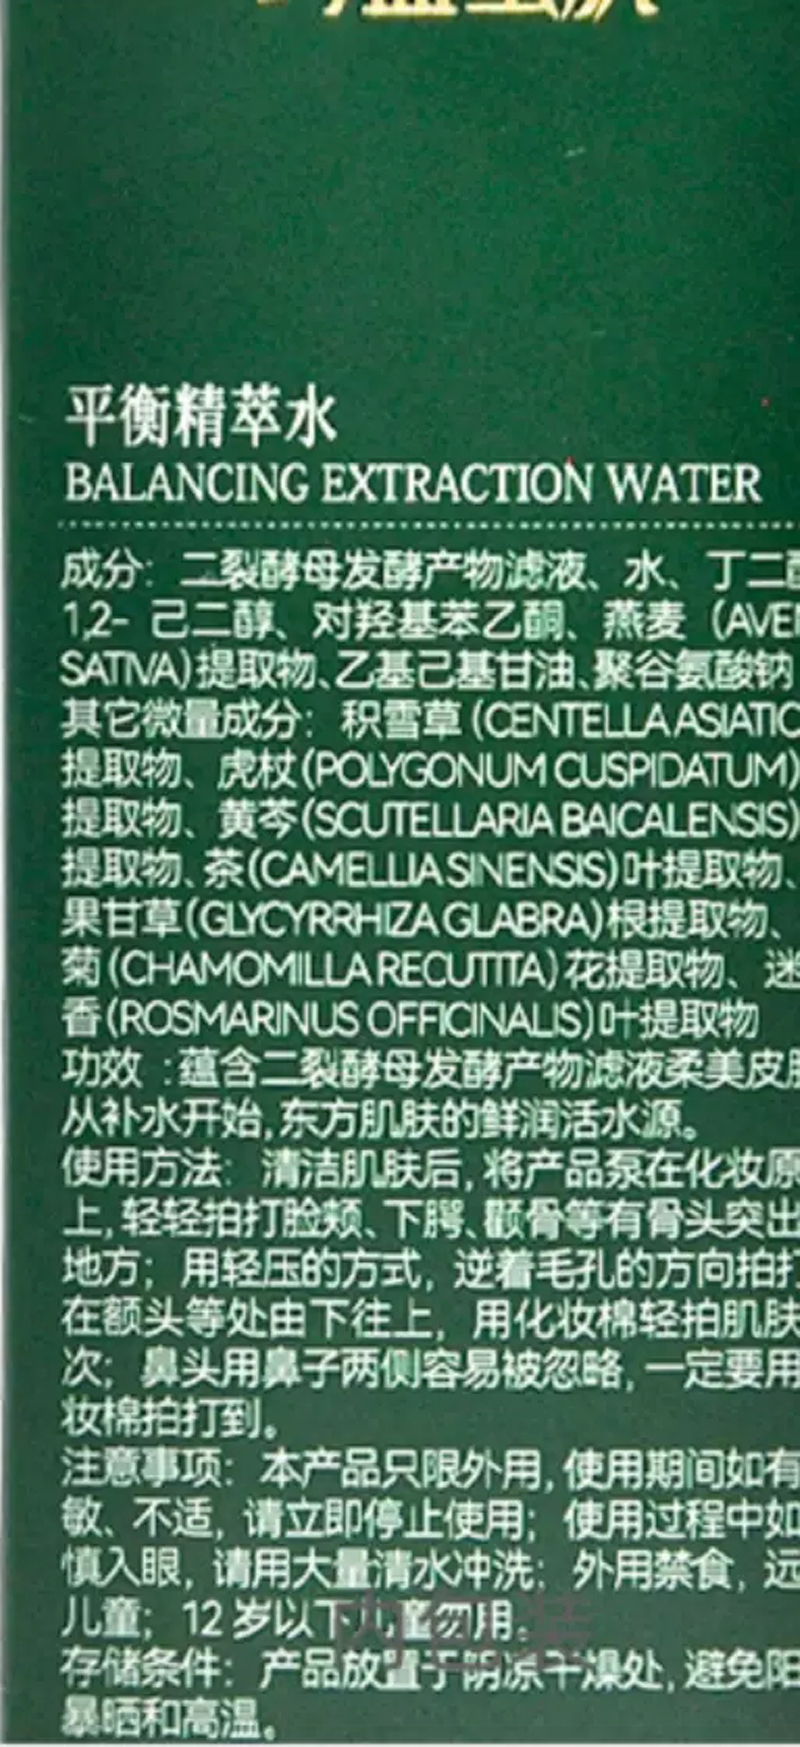 平衡精萃水
BALANCING EXTRACTION WATER
成分：二裂酵母发酵产物滤液、水、丁二
1,2- 己二醇、对羟基苯乙酮、燕麦（AVE
SATIVA)提取物、乙基己基甘油、聚谷氨酸钠
其它微量成分：积雪草(CENTELLA ASIATIC
提取物、虎杖(POLYGONUM CUSPIDATUM)
提取物、黄芩(SCUTELLARIA BAICALENSIS)
提取物、茶(CAMELLIA SINENSIS)叶提取物、
果甘草(GLYCYRRHIZA GLABRA)根提取物、
菊(CHAMOMILLA RECUTITA)花提取物、迷
香(ROSMARINUS OFFICINALIS)叶提取物
功效：蕴含二裂酵母发酵产物滤液柔美皮肤
从补水开始,东方肌肤的鲜润活水源。
使用方法：清洁肌肤后,将产品泵在化妆原
上,轻轻拍打脸颊、下腭、颧骨等有骨头突出
地方；用轻压的方式，逆着毛孔的方向拍打
在额头等处由下往上，用化妆棉轻拍肌肤
次；鼻头用鼻子两侧容易被忽略,一定要用
妆棉拍打到。
注意事项：本产品只限外用,使用期间如有
敏、不适，请立即停止使用；使用过程中如
慎入眼，请用大量清水冲洗；外用禁食，远
儿童；12 岁以下儿童勿用。
内包装
存储条件：产品放置于阴凉干燥处,避免阳
暴晒和高温。